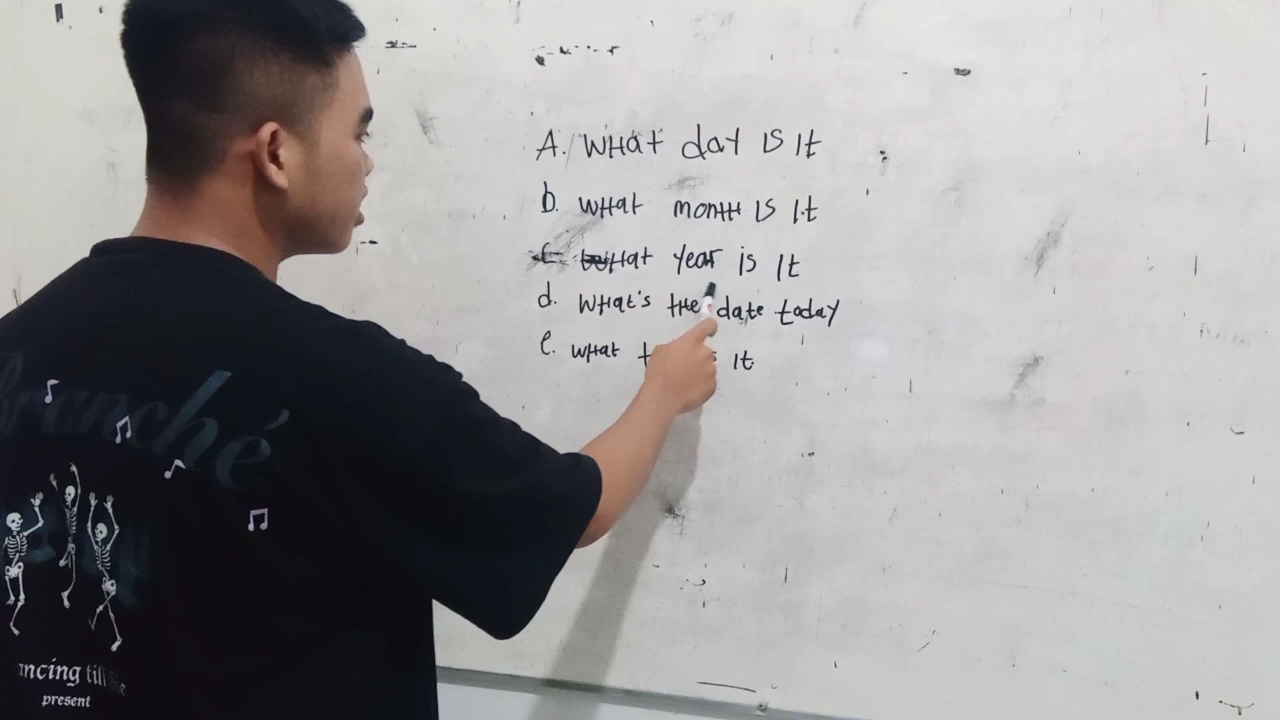 A. WHat day IS It
b. WHat month IS It
c WHat year is It
d. WHat's tHe date today
e. WHat t It
branché
ancing till
present